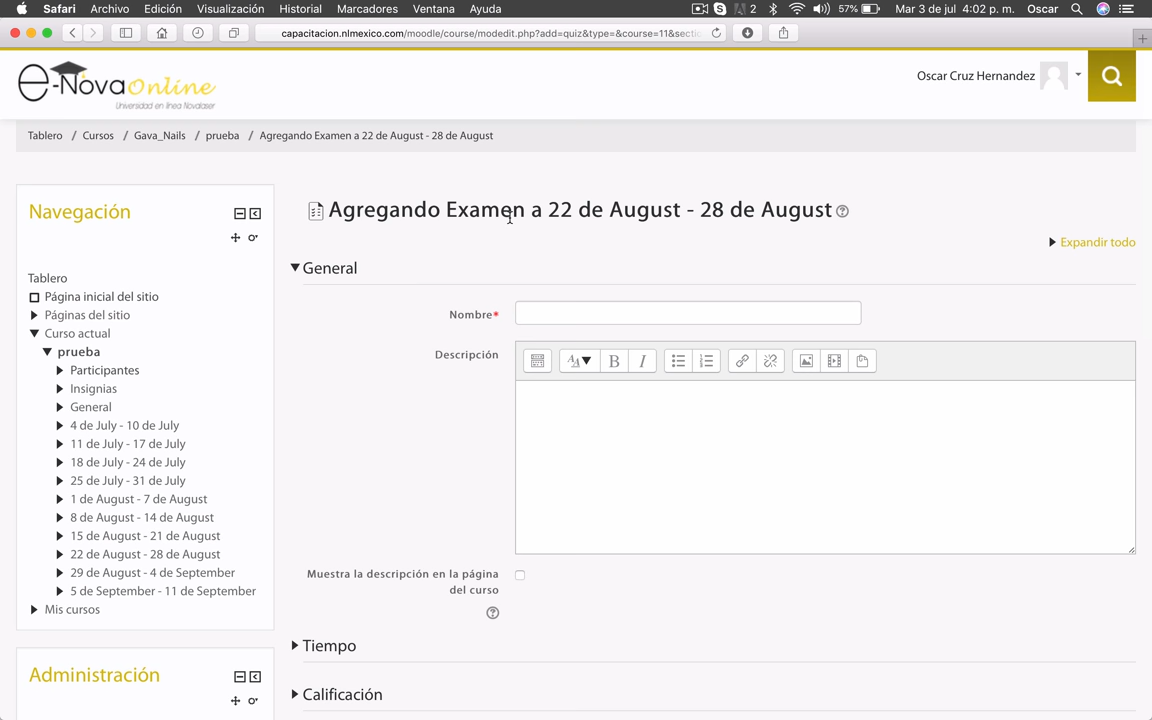 Safari Archivo Edición Visualización Historial Marcadores Ventana Ayuda 2 57% Mar 3 de jul 4:02 p. m. Oscar
capacitacion.nlmexico.com/moodle/course/modedit.php?add=quiz&type=&course=11&secti
e-Nova Online
Universidad en línea Novalaser
Oscar Cruz Hernandez
Tablero / Cursos / Gava_Nails / prueba / Agregando Examen a 22 de August - 28 de August
Navegación
Tablero
Página inicial del sitio
Páginas del sitio
Curso actual
prueba
Participantes
Insignias
General
4 de July - 10 de July
11 de July - 17 de July
18 de July - 24 de July
25 de July - 31 de July
1 de August - 7 de August
8 de August - 14 de August
15 de August - 21 de August
22 de August - 28 de August
29 de August - 4 de September
5 de September - 11 de September
Mis cursos
Administración
Agregando Examen a 22 de August - 28 de August
Expandir todo
General
Nombre*
Descripción
Muestra la descripción en la página
del curso
Tiempo
Calificación